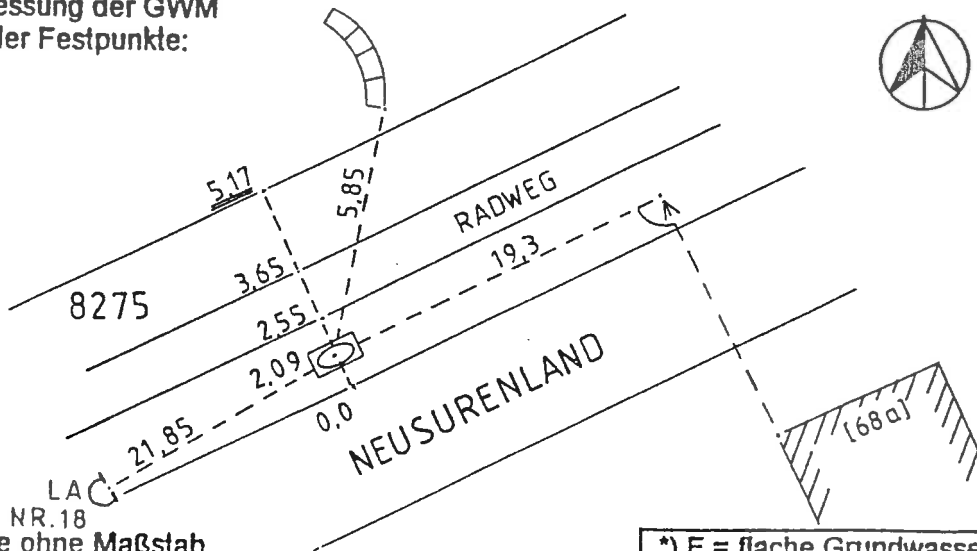 essung der GWM
der Festpunkte:
5,17
5,85
RADWEG
3,65
19,3
8275
2,55
2,09
NEUSURENLAND
0,0
21,85
[68a]
LA
NR.18
e ohne Maßstab
*) F = flache Grundwasse